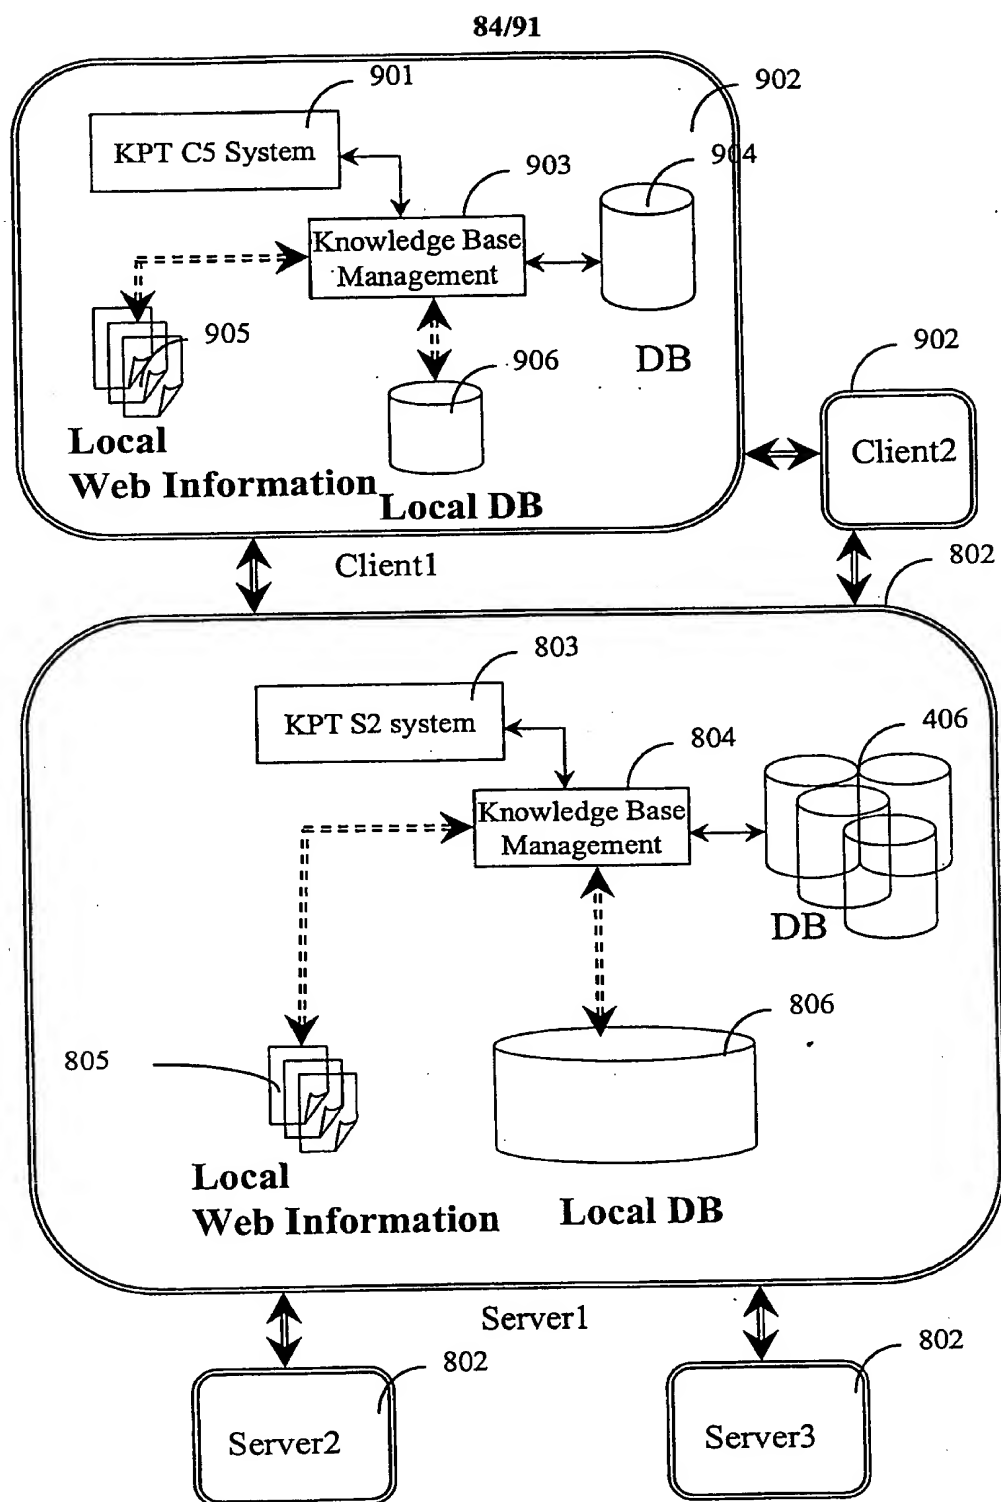 84/91
901
902
KPT C5 System
903
904
Knowledge Base
Management
905
906
DB
Local
Web Information
Local DB
902
Client2
Client1
802
803
KPT S2 system
804
406
Knowledge Base
Management
DB
806
805
Local
Web Information
Local DB
Server1
802
802
Server2
Server3